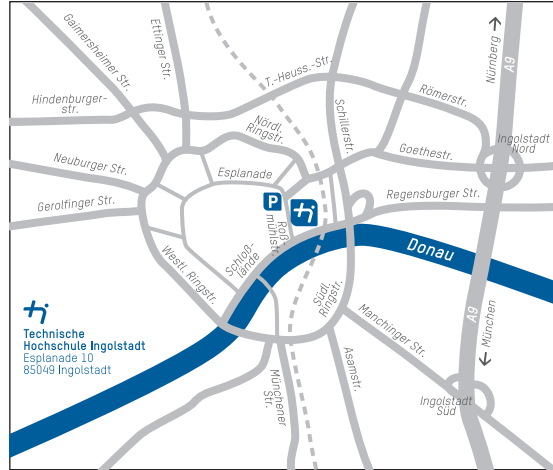 Gaimersheimer Str.
Ettinger Str.
Nürnberg
A9
T.-Heuss.-Str.
Hindenburger-
str.
Römerstr.
Schillerstr.
Nördl.
Ringstr.
Ingolstadt
Nord
Goethestr.
Neuburger Str.
Esplanade
Regensburger Str.
Gerolfinger Str.
P
Roß-
mühlstr.
Schloß-
lände
Donau
Westl. Ringstr.
Südl.
Ringstr.
Technische
Hochschule Ingolstadt
Esplanade 10
85049 Ingolstadt
Manchinger Str.
A9
München
Asamstr.
Münchener
Str.
Ingolstadt
Süd